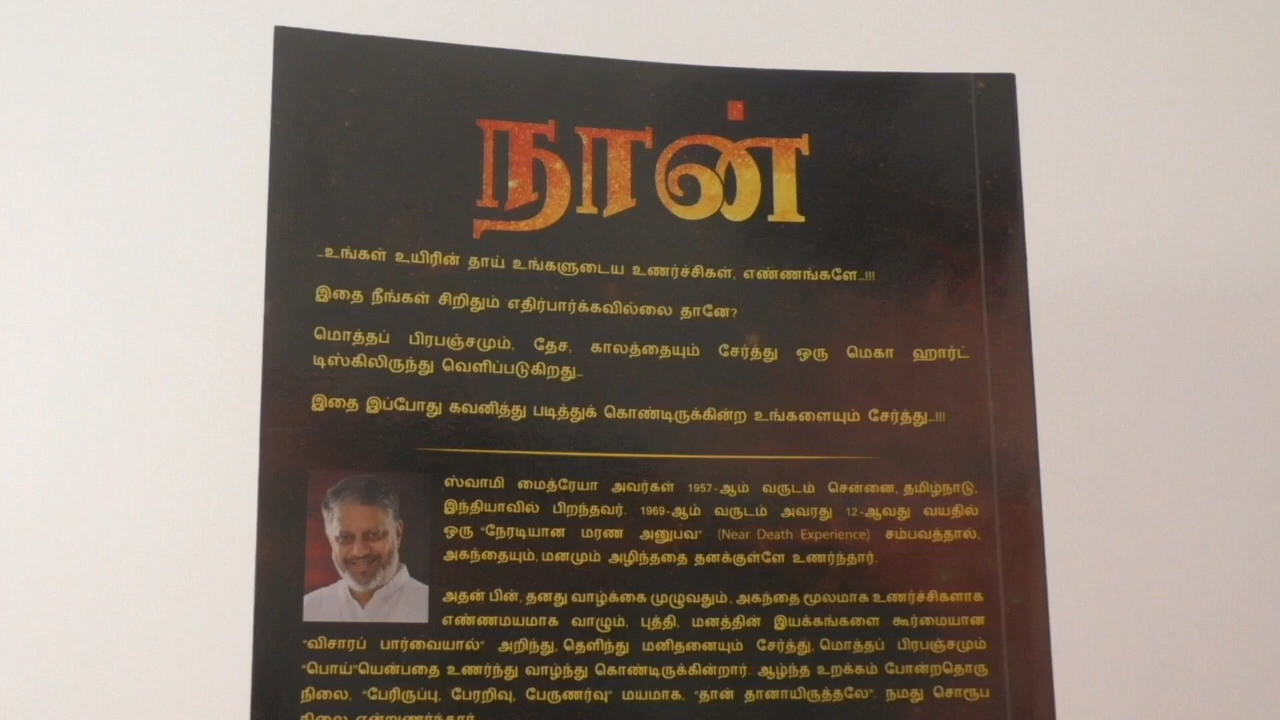 நான்
...உங்கள் உயிரின் தாய் உங்களுடைய உணர்ச்சிகள், எண்ணங்களே...!!!
இதை நீங்கள் சிறிதும் எதிர்பார்க்கவில்லை தானே?
மொத்தப் பிரபஞ்சமும், தேச, காலத்தையும் சேர்த்து ஒரு மெகா ஹார்ட்
டிஸ்கிலிருந்து வெளிப்படுகிறது...
இதை இப்போது கவனித்து படித்துக் கொண்டிருக்கின்ற உங்களையும் சேர்த்து...!!!
ஸ்வாமி மைத்ரேயா அவர்கள் 1957-ஆம் வருடம் சென்னை, தமிழ்நாடு,
இந்தியாவில் பிறந்தவர். 1969-ஆம் வருடம் அவரது 12-ஆவது வயதில்
ஒரு “நேரடியான மரண அனுபவ” (Near Death Experience) சம்பவத்தால்,
அகந்தையும், மனமும் அழிந்ததை தனக்குள்ளே உணர்ந்தார்.
அதன் பின், தனது வாழ்க்கை முழுவதும், அகந்தை மூலமாக உணர்ச்சிகளாக
எண்ணமயமாக வாழும், புத்தி, மனத்தின் இயக்கங்களை கூர்மையான
“விசாரப் பார்வையால்” அறிந்து, தெளிந்து மனிதனையும் சேர்த்து, மொத்தப் பிரபஞ்சமும்
“பொய்”யென்பதை உணர்ந்து வாழ்ந்து கொண்டிருக்கின்றார். ஆழ்ந்த உறக்கம் போன்றதொரு
நிலை, “பேரிருப்பு, பேரறிவு, பேருணர்வு” மயமாக, “தான் தானாயிருத்தலே”, நமது சொரூப
நிலை என்றுணர்ந்தார்.